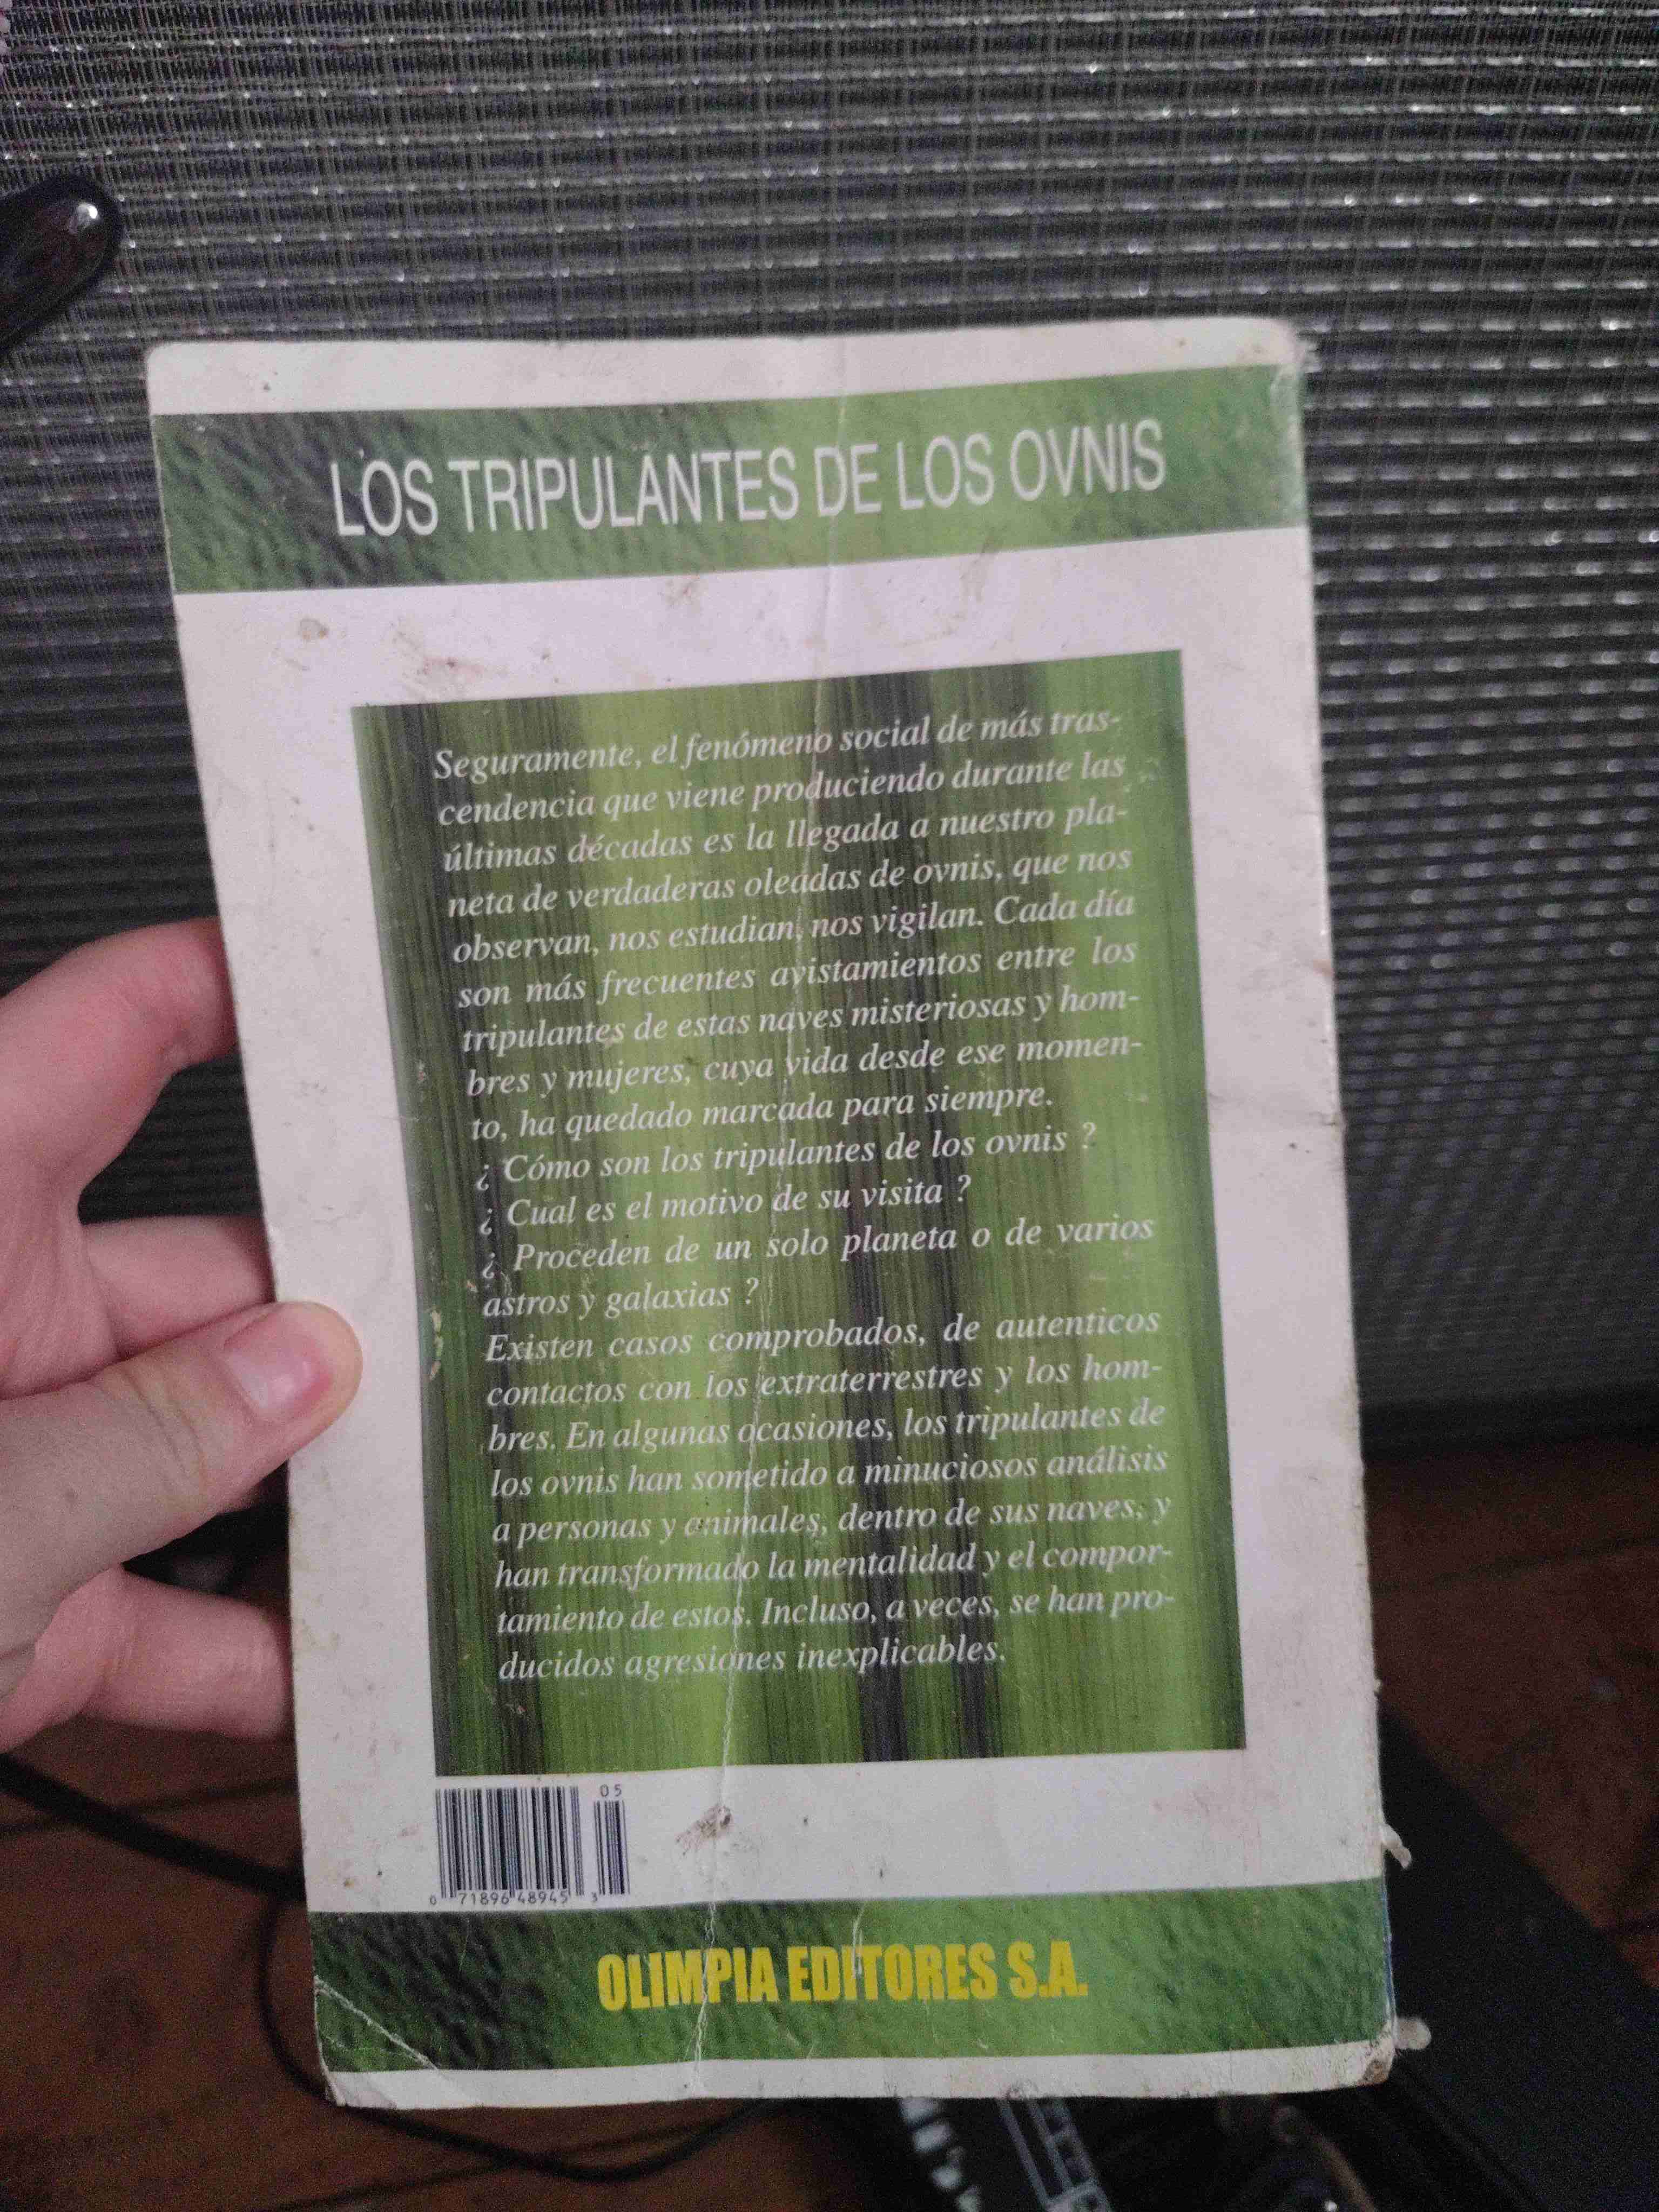 LOS TRIPULANTES DE LOS OVNIS
Seguramente, el fenómeno social de más tras-
cendencia que viene produciendo durante las
últimas décadas es la llegada a nuestro pla-
neta de verdaderas oleadas de ovnis, que nos
observan, nos estudian, nos vigilan. Cada día
son más frecuentes avistamientos entre los
tripulantes de estas naves misteriosas y hom-
bres y mujeres, cuya vida desde ese momen-
to, ha quedado marcada para siempre.
¿ Cómo son los tripulantes de los ovnis ?
¿ Cual es el motivo de su visita ?
¿ Proceden de un solo planeta o de varios
astros y galaxias ?
Existen casos comprobados, de autenticos
contactos con los extraterrestres y los hom-
bres. En algunas ocasiones, los tripulantes de
los ovnis han sometido a minuciosos análisis
a personas y animales, dentro de sus naves; y
han transformado la mentalidad y el compor-
tamiento de estos. Incluso, a veces, se han pro-
ducidos agresiones inexplicables.
05
0 71896 48945 3
OLIMPIA EDITORES S.A.